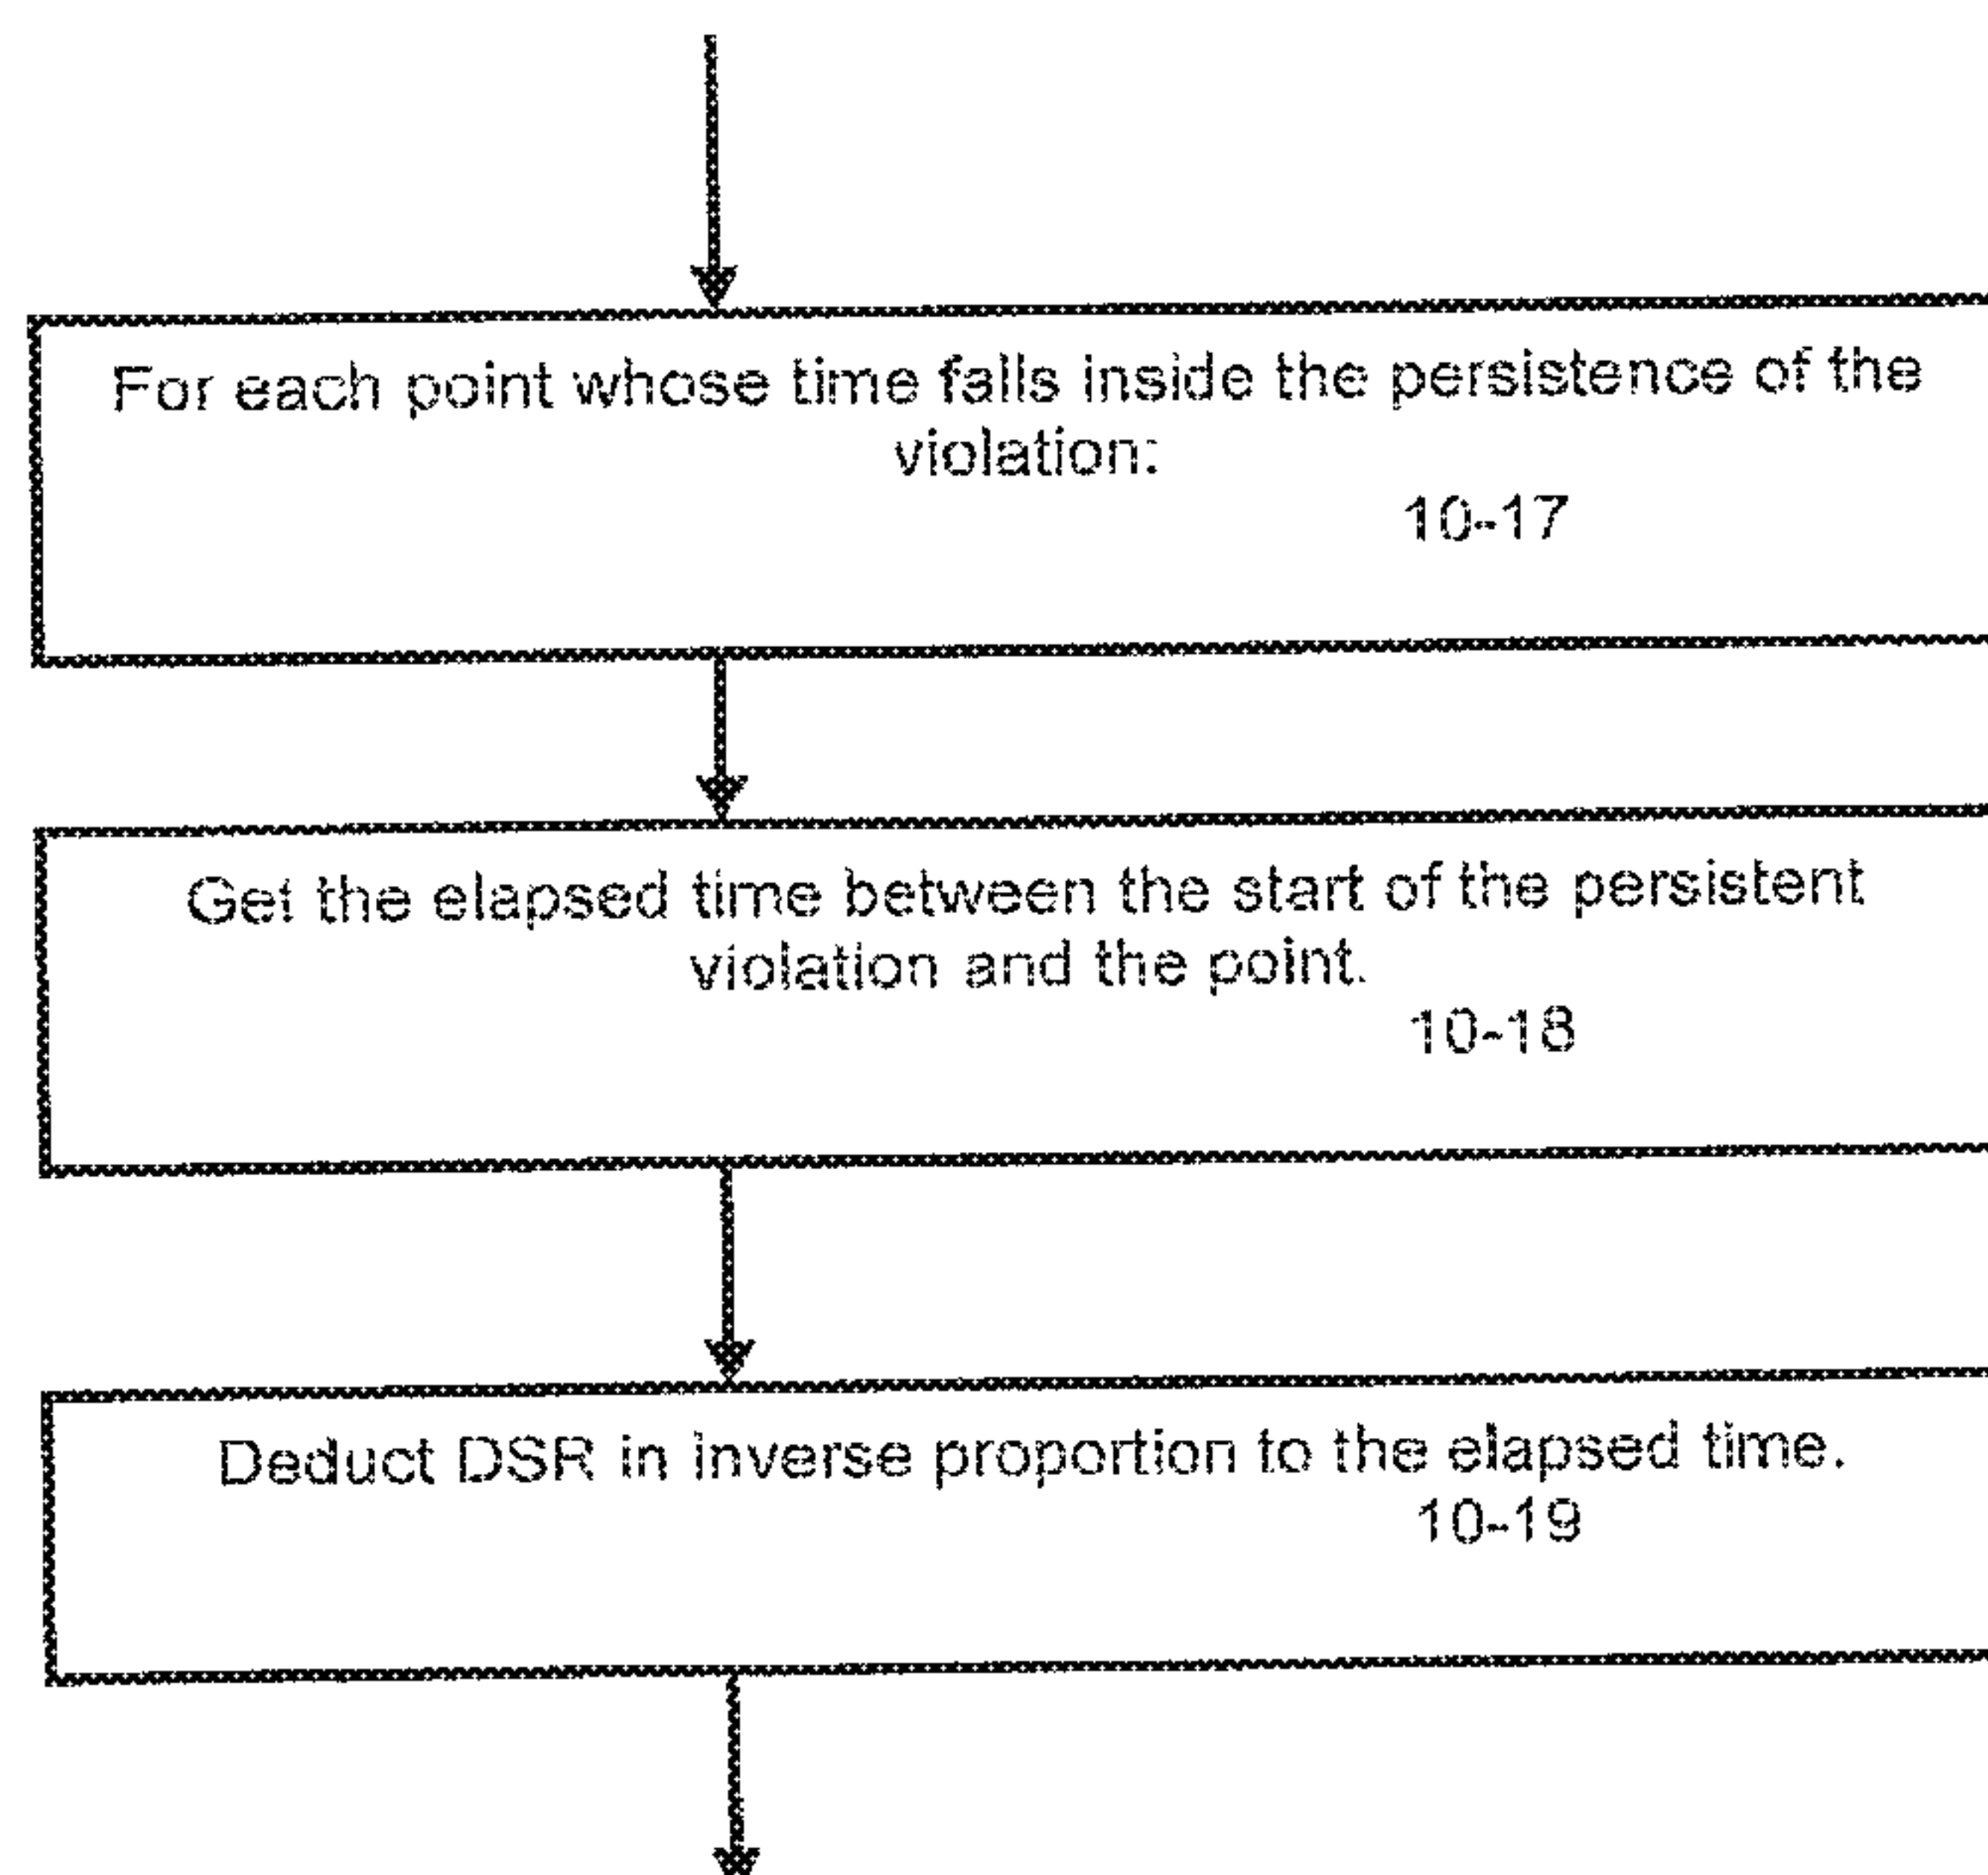 For each point whose time falls inside the persistence of the
violation:
10-17
Get the elapsed time between the start of the persistent
violation and the point.
10-18
Deduct DSR in inverse proportion to the elapsed time.
10-19